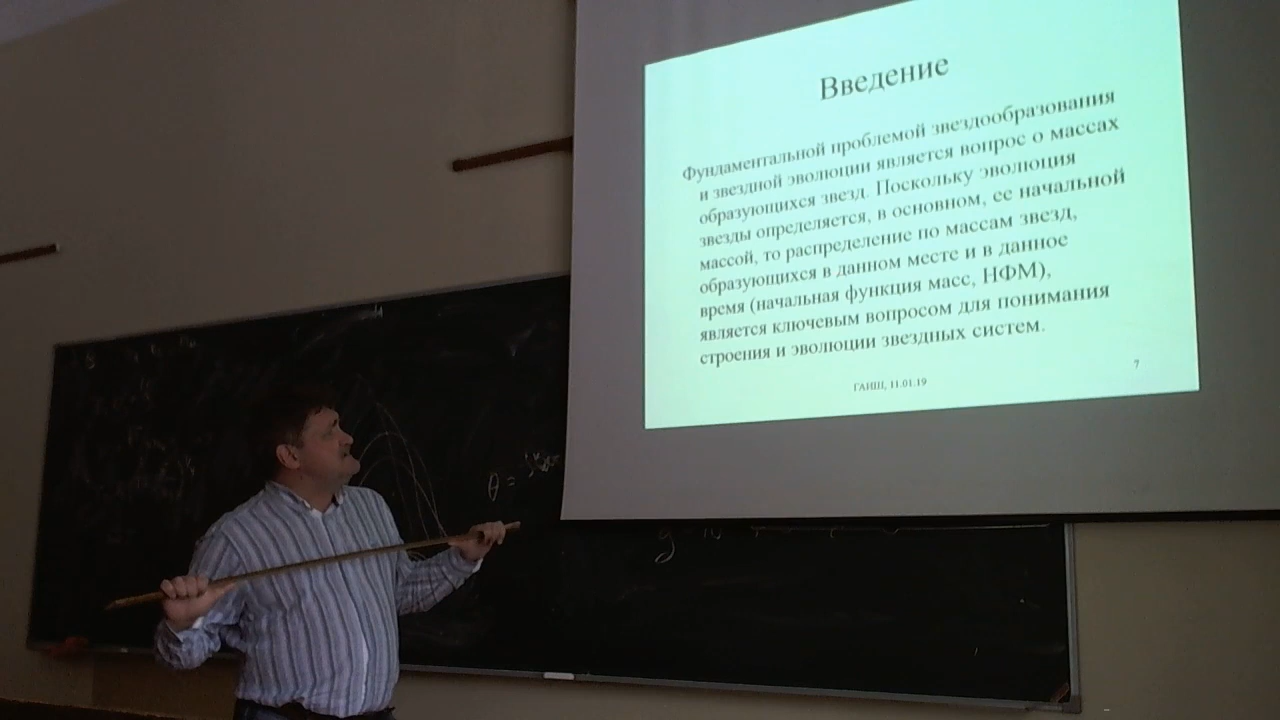 Введение
Фундаментальной проблемой звездообразования
и звездной эволюции является вопрос о массах
образующихся звезд. Поскольку эволюция
звезды определяется, в основном, ее начальной
массой, то распределение по массам звезд,
образующихся в данном месте и в данное
время (начальная функция масс, НФМ),
является ключевым вопросом для понимания
строения и эволюции звездных систем.
ГАИШ, 11.01.19
7
θ =